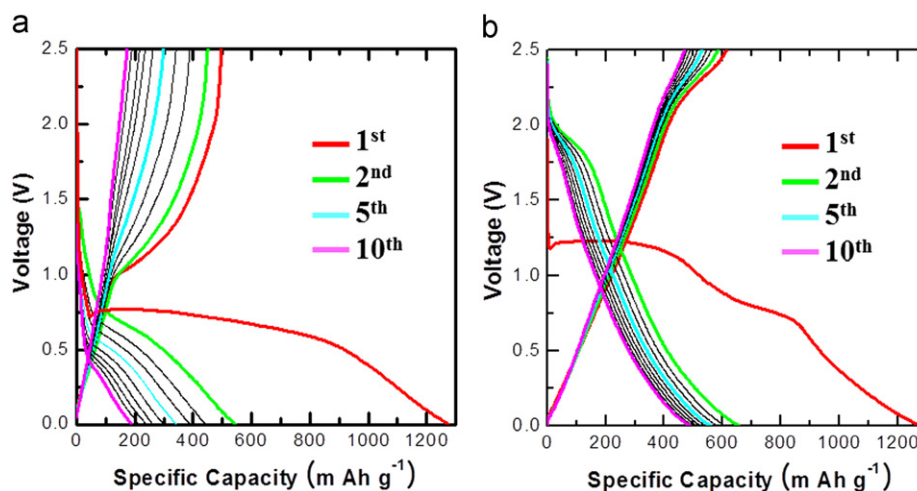 a
2.5
2.0
1.5
1.0
0.5
0.0
Voltage (V)
1st
2nd
5th
10th
0 200 400 600 800 1000 1200
Specific Capacity (m Ah g-1)
b
2.5
2.0
1.5
1.0
0.5
0.0
Voltage (V)
1st
2nd
5th
10th
0 200 400 600 800 1000 1200
Specific Capacity (m Ah g-1)